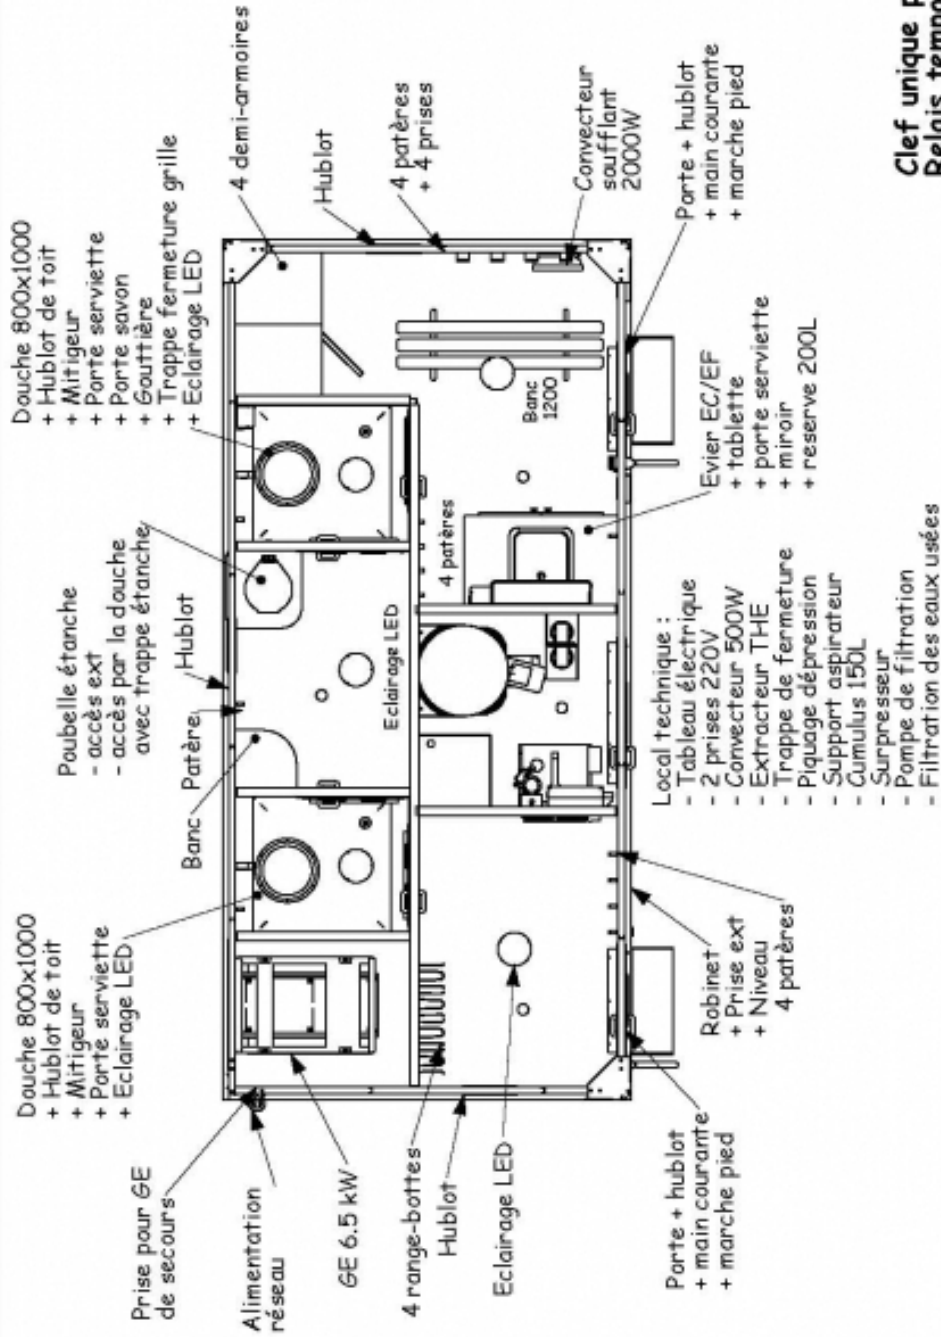 Douche 800x1000
+ Hublot de toit
+ Mitigeur
+ Porte serviette
+ Eclairage LED
Poubelle étanche
- accès ext
- accès par la douche
avec trappe étanche
Douche 800x1000
+ Hublot de toit
+ Mitigeur
+ Porte serviette
+ Porte savon
+ Gouttière
+ Trappe fermeture grille
+ Eclairage LED
4 demi-armoires
Prise pour GE
de secours
Alimentation
réseau
GE 6.5 kW
4 range-bottes
Hublot
Eclairage LED
Banc
Patère
Hublot
Eclairage LED
4 patères
Banc
1200
Hublot
4 patères
+ 4 prises
Convecteur
soufflant
2000W
Porte + hublot
+ main courante
+ marche pied
Robinet
+ Prise ext
+ Niveau
4 patères
Local technique :
- Tableau électrique
- 2 prises 220V
- Convecteur 500W
- Extracteur THE
- Trappe de fermeture
- Piquage dépression
- Support aspirateur
- Cumulus 150L
- Surpresseur
- Pompe de filtration
- Filtration des eaux usées
Evier EC/EF
+ tablette
+ porte serviette
+ miroir
+ reserve 200L
Porte + hublot
+ main courante
+ marche pied
Clef unique
Relais